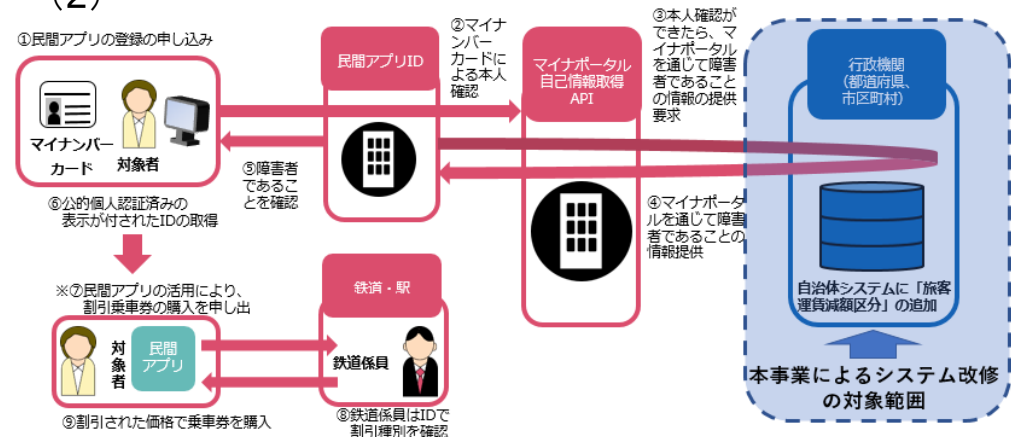 （2）
①民間アプリの登録の申し込み
マイナンバー
カード
対象者
⑥公的個人認証済みの
表示が付されたIDの取得
民間アプリID
②マイナ
ンバー
カードに
よる本人
確認
⑤障害者
であるこ
とを確認
マイナポータル
自己情報取得
API
③本人確認が
できたら、マ
イナポータル
を通じて障害
者であること
の情報の提供
要求
④マイナポータ
ルを通じて障害
者であることの
情報提供
行政機関
（都道府県、
市区町村）
自治体システムに「旅客
運賃減額区分」の追加
本事業によるシステム改修
の対象範囲
※⑦民間アプリの活用により、
割引乗車券の購入を申し出
対象者
民間
アプリ
⑨割引された価格で乗車券を購入
鉄道・駅
鉄道係員
⑧鉄道係員はIDで
割引種別を確認